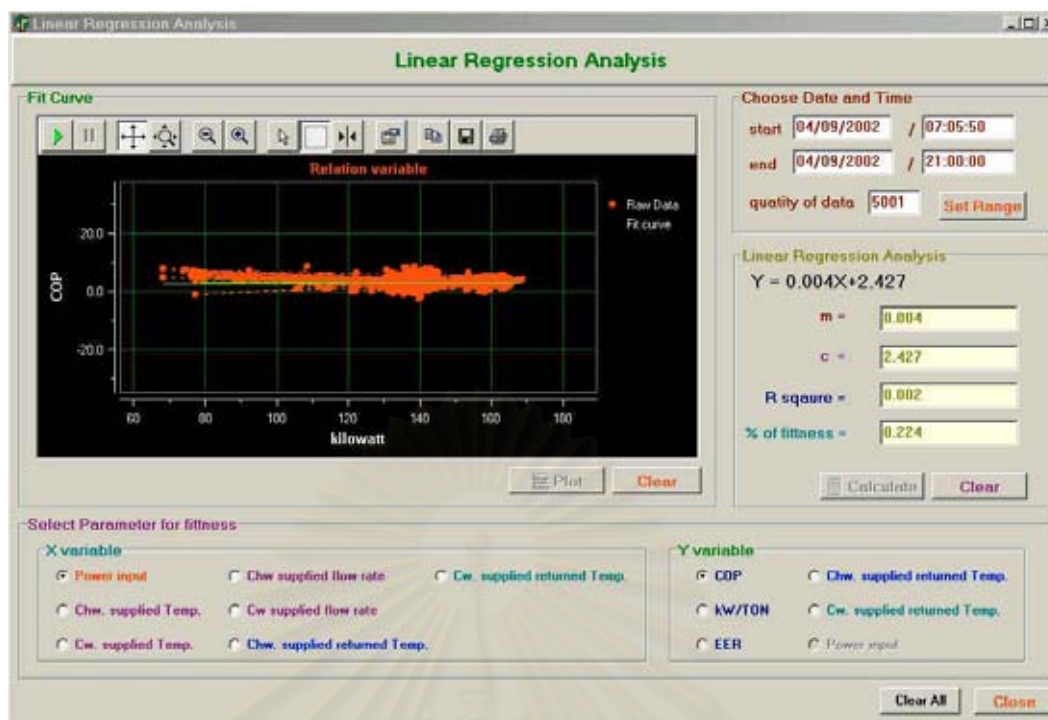 Linear Regression Analysis
Linear Regression Analysis
Fit Curve
Relation variable
Raw Data
Fit curve
COP
20.0
0.0
-20.0
60 80 100 120 140 160 180
kilowatt
Plot Clear
Choose Date and Time
start 04/09/2002 / 07:05:50
end 04/09/2002 / 21:00:00
quatity of data 5001 Set Range
Linear Regression Analysis
Y = 0.004X+2.427
m = 0.004
c = 2.427
R sqaure = 0.002
% of fittness = 0.224
Calculate Clear
Select Parameter for fittness
X variable
Power input Chw supplied flow rate Cw. supplied returned Temp.
Chw. supplied Temp. Cw supplied flow rate
Cw. supplied Temp. Chw. supplied returned Temp.
Y variable
COP Chw. supplied returned Temp.
kW/TON Cw. supplied returned Temp.
EER Power input
Clear All Close